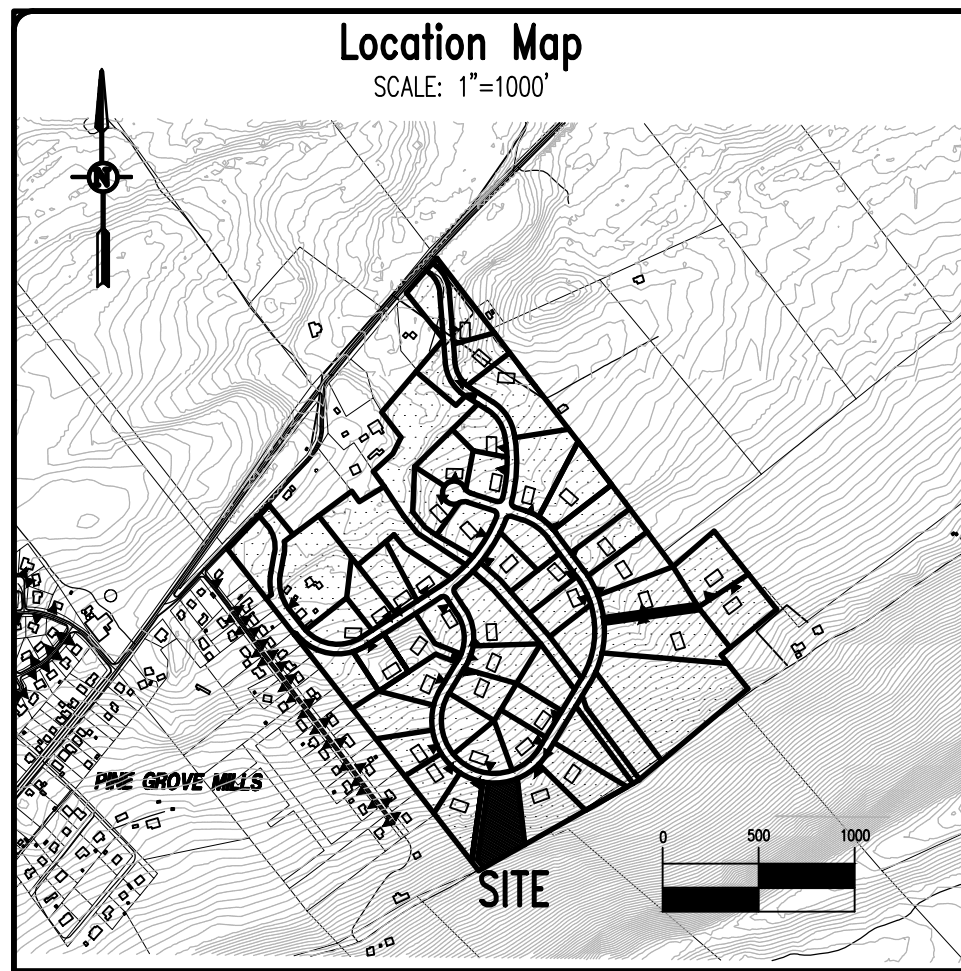 Location Map
SCALE: 1"=1000'
N
PINE GROVE MILLS
0 500 1000
SITE